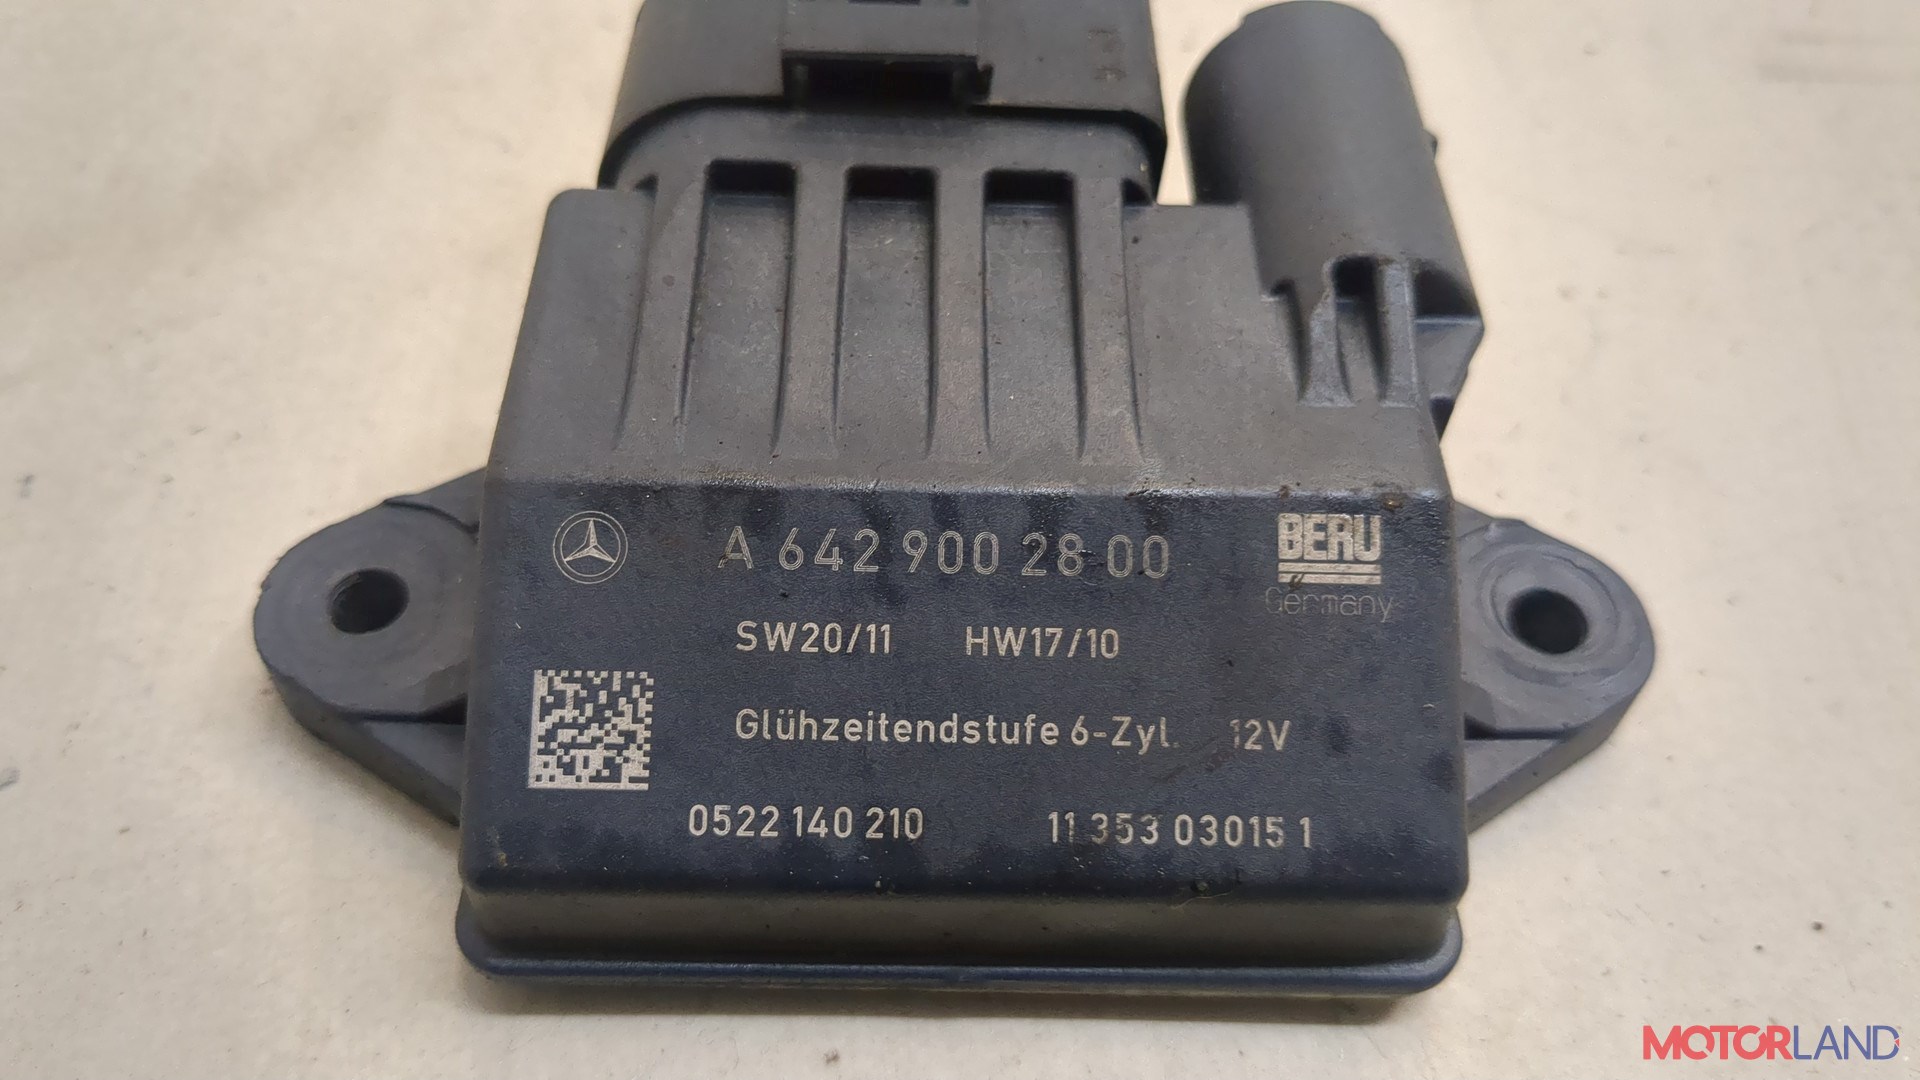 A 642 900 28 00
BERU
Germany
SW20/11 HW17/10
Glühzeitendstufe 6-Zyl. 12V
0522 140 210 11 353 03015 1
MOTORLAND